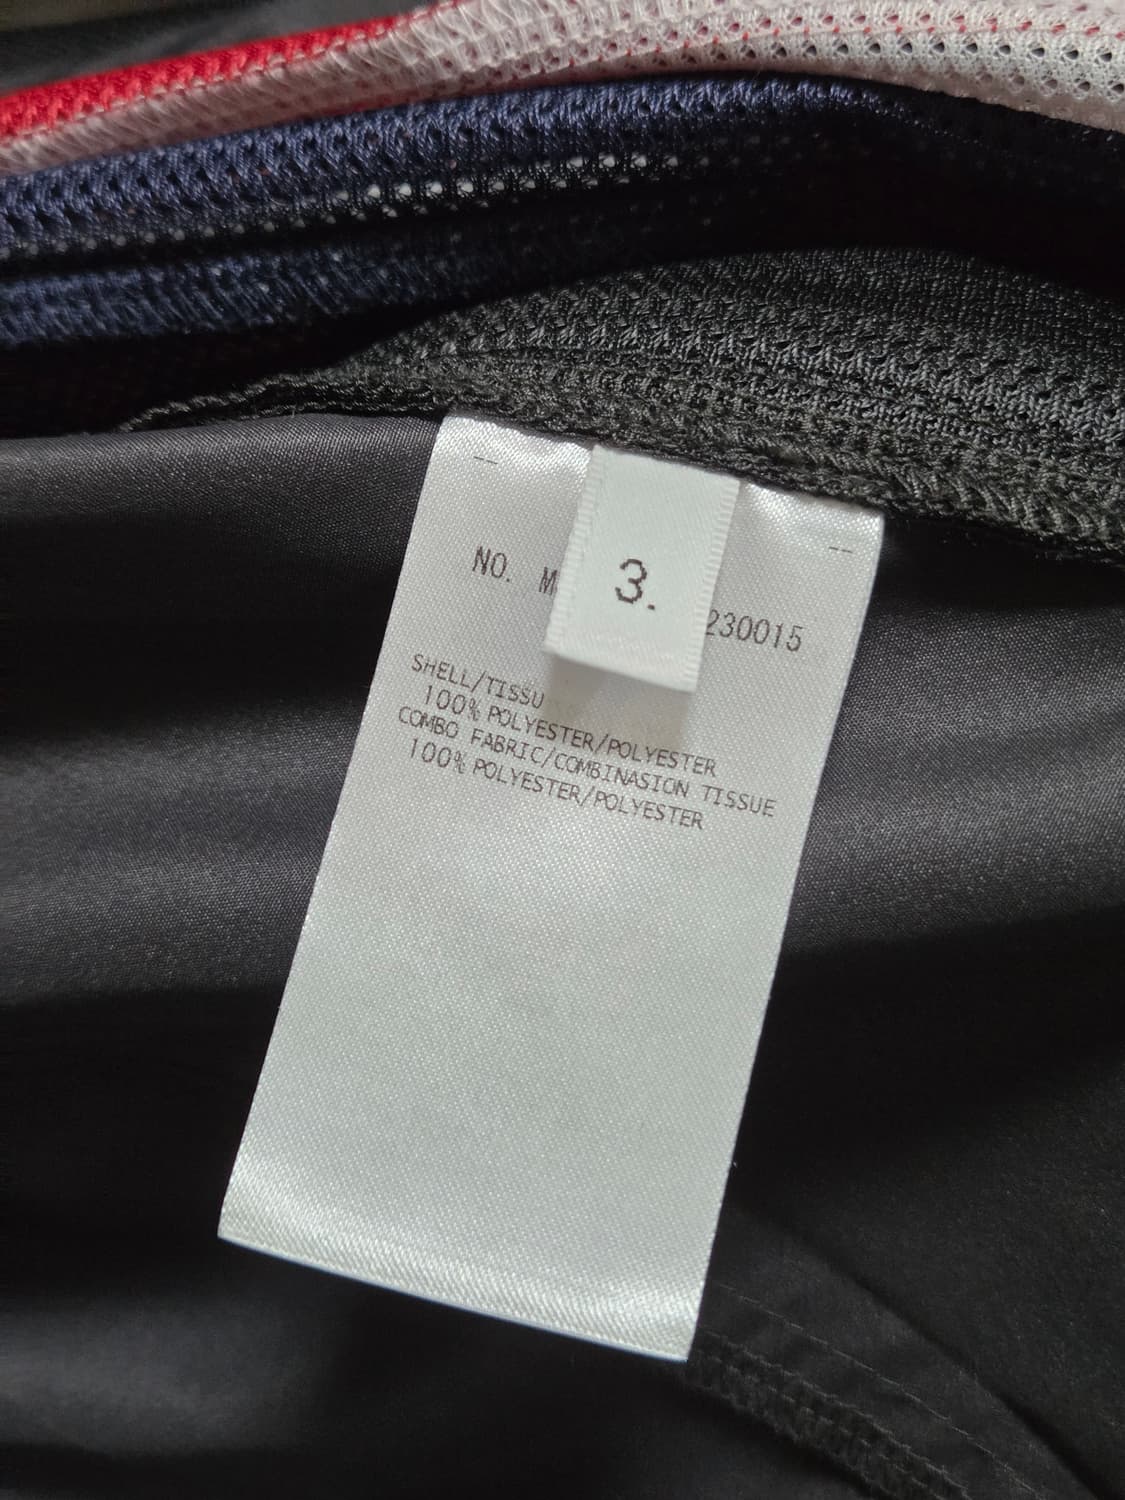 3.
NO. M 230015
SHELL/TISSU
100% POLYESTER/POLYESTER
COMBO FABRIC/COMBINASION TISSUE
100% POLYESTER/POLYESTER